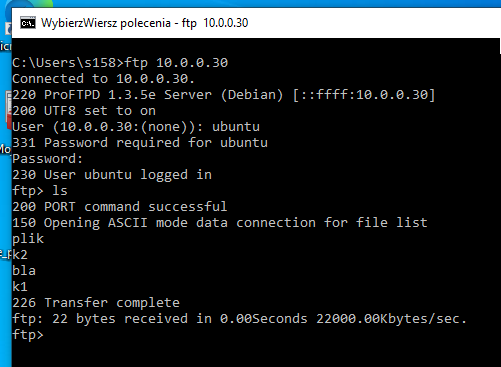 WybierzWiersz polecenia - ftp 10.0.0.30
C:\Users\s158>ftp 10.0.0.30
Connected to 10.0.0.30.
220 ProFTPD 1.3.5e Server (Debian) [::ffff:10.0.0.30]
200 UTF8 set to on
User (10.0.0.30:(none)): ubuntu
331 Password required for ubuntu
Password:
230 User ubuntu logged in
ftp> ls
200 PORT command successful
150 Opening ASCII mode data connection for file list
plik
k2
bla
k1
226 Transfer complete
ftp: 22 bytes received in 0.00Seconds 22000.00Kbytes/sec.
ftp>